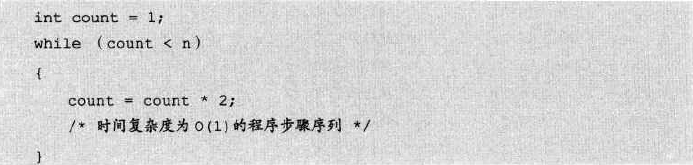 int count = 1;
while (count < n)
{
count = count * 2;
/* 时间复杂度为O(1)的程序步骤序列 */
}